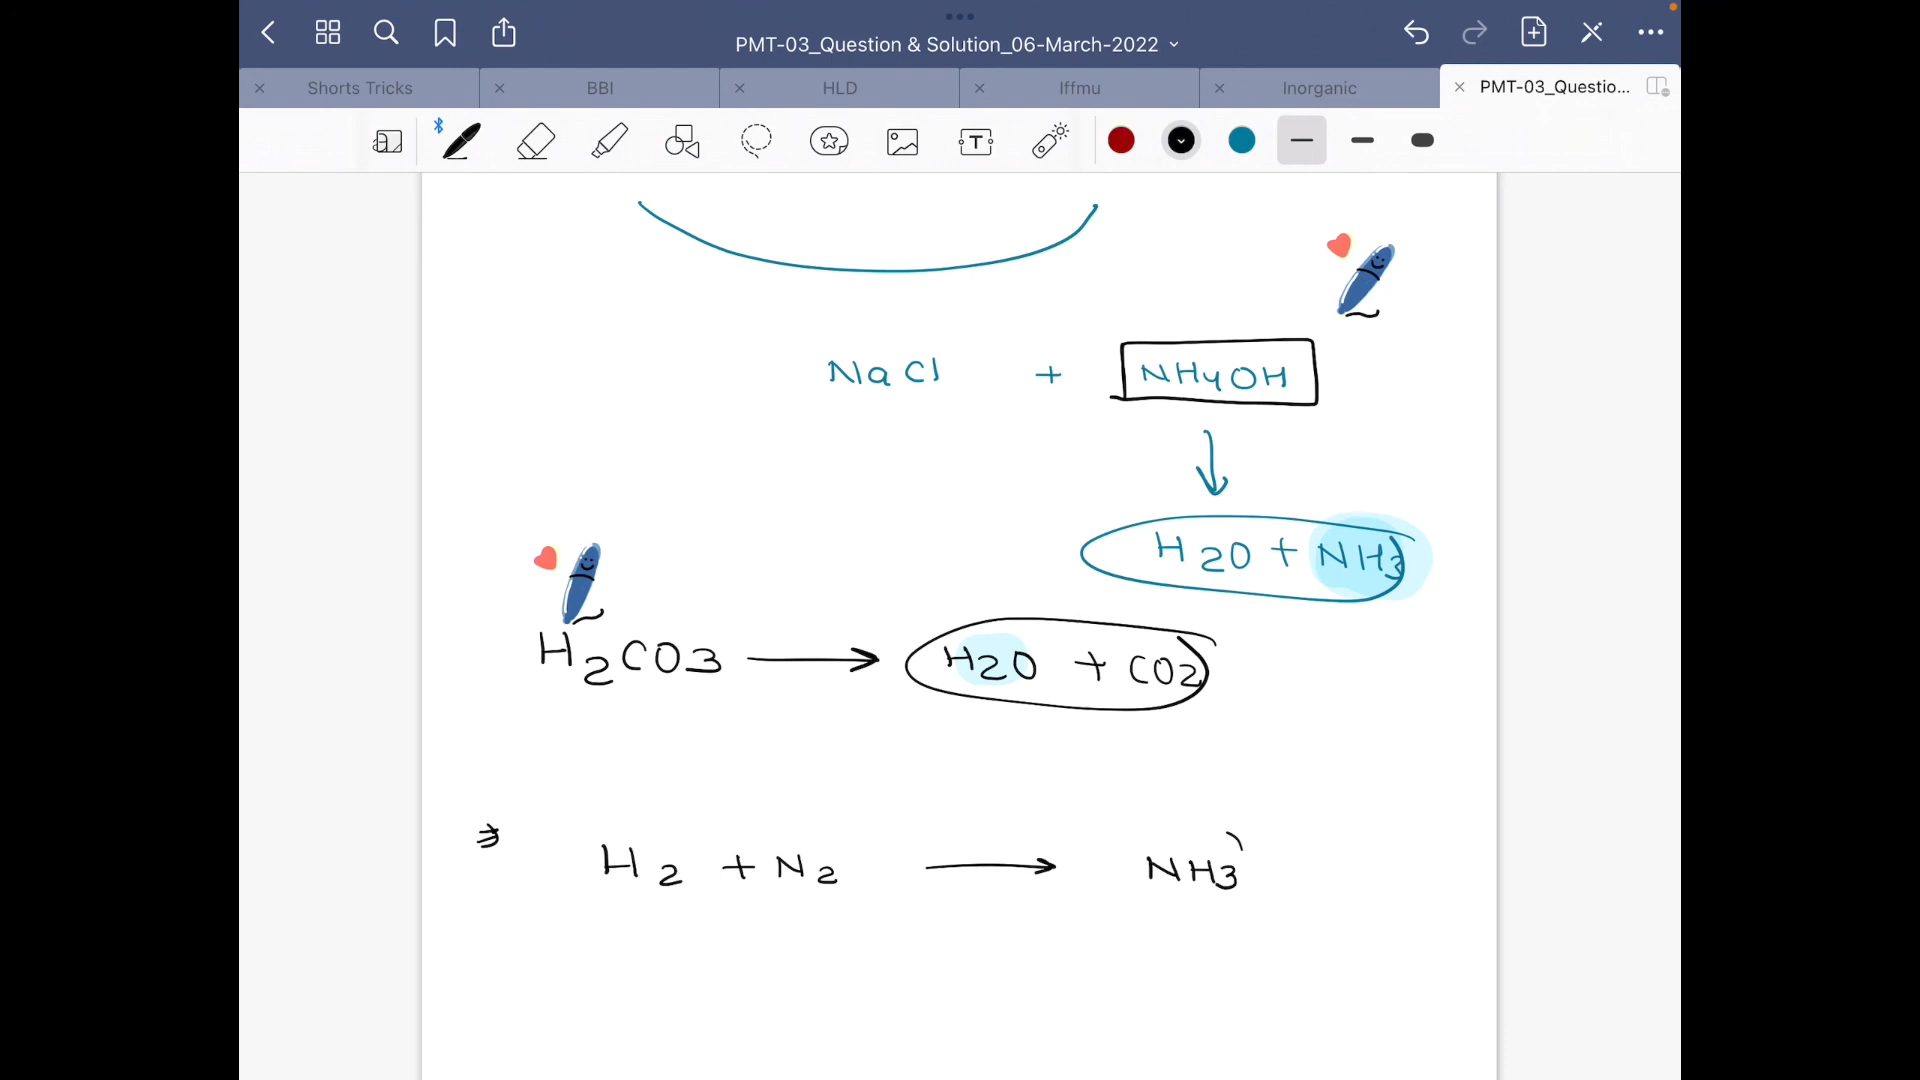 PMT-03_Question & Solution_06-March-2022
Shorts Tricks
BBI
HLD
Iffmu
Inorganic
PMT-03_Questio...
T
NaCl + NH4OH
H2O + NH3
H2CO3 → H2O + CO2
H2 + N2 → NH3